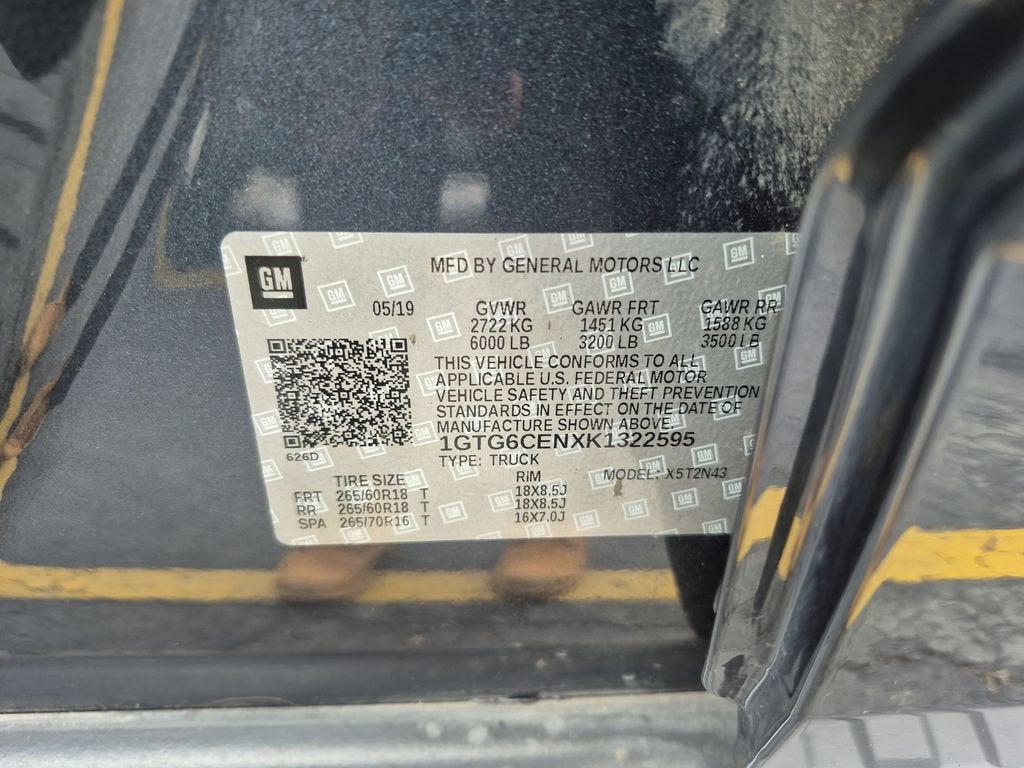 GM
MFD BY GENERAL MOTORS LLC
05/19 GVWR GAWR FRT GAWR RR
2722 KG 1451 KG 1588 KG
6000 LB 3200 LB 3500 LB
THIS VEHICLE CONFORMS TO ALL
APPLICABLE U.S. FEDERAL MOTOR
VEHICLE SAFETY AND THEFT PREVENTION
STANDARDS IN EFFECT ON THE DATE OF
MANUFACTURE SHOWN ABOVE.
626D
1GTG6CENXK1322595
TYPE: TRUCK MODEL: X5T2N43
TIRE SIZE RIM
FRT 265/60R18 T 18X8.5J
RR 265/60R18 T 18X8.5J
SPA 265/70R16 T 16X7.0J